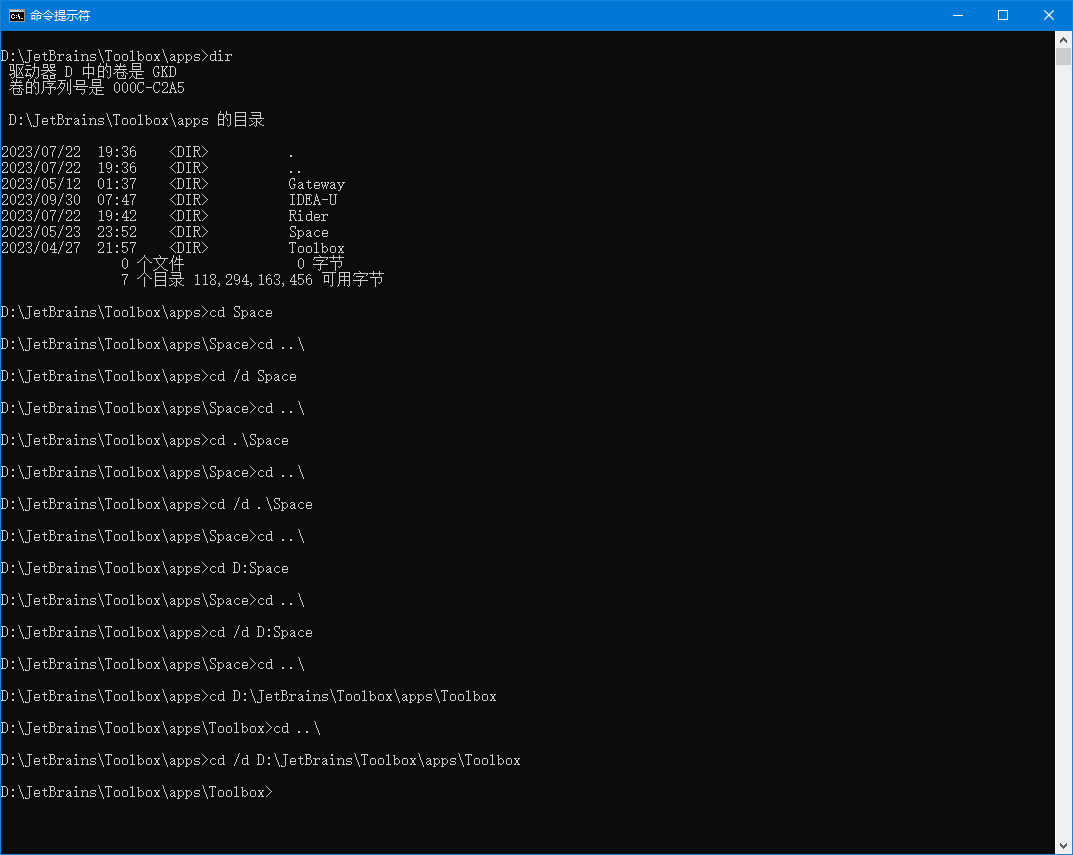 命令提示符
D:\JetBrains\Toolbox\apps>dir
 驱动器 D 中的卷是 GKD
 卷的序列号是 000C-C2A5
 D:\JetBrains\Toolbox\apps 的目录
2023/07/22  19:36    <DIR>          .
2023/07/22  19:36    <DIR>          ..
2023/05/12  01:37    <DIR>          Gateway
2023/09/30  07:47    <DIR>          IDEA-U
2023/07/22  19:42    <DIR>          Rider
2023/05/23  23:52    <DIR>          Space
2023/04/27  21:57    <DIR>          Toolbox
               0 个文件              0 字节
               7 个目录 118,294,163,456 可用字节
D:\JetBrains\Toolbox\apps>cd Space
D:\JetBrains\Toolbox\apps\Space>cd ..\
D:\JetBrains\Toolbox\apps>cd /d Space
D:\JetBrains\Toolbox\apps\Space>cd ..\
D:\JetBrains\Toolbox\apps>cd .\Space
D:\JetBrains\Toolbox\apps\Space>cd ..\
D:\JetBrains\Toolbox\apps>cd /d .\Space
D:\JetBrains\Toolbox\apps\Space>cd ..\
D:\JetBrains\Toolbox\apps>cd D:Space
D:\JetBrains\Toolbox\apps\Space>cd ..\
D:\JetBrains\Toolbox\apps>cd /d D:Space
D:\JetBrains\Toolbox\apps\Space>cd ..\
D:\JetBrains\Toolbox\apps>cd D:\JetBrains\Toolbox\apps\Toolbox
D:\JetBrains\Toolbox\apps\Toolbox>cd ..\
D:\JetBrains\Toolbox\apps>cd /d D:\JetBrains\Toolbox\apps\Toolbox
D:\JetBrains\Toolbox\apps\Toolbox>